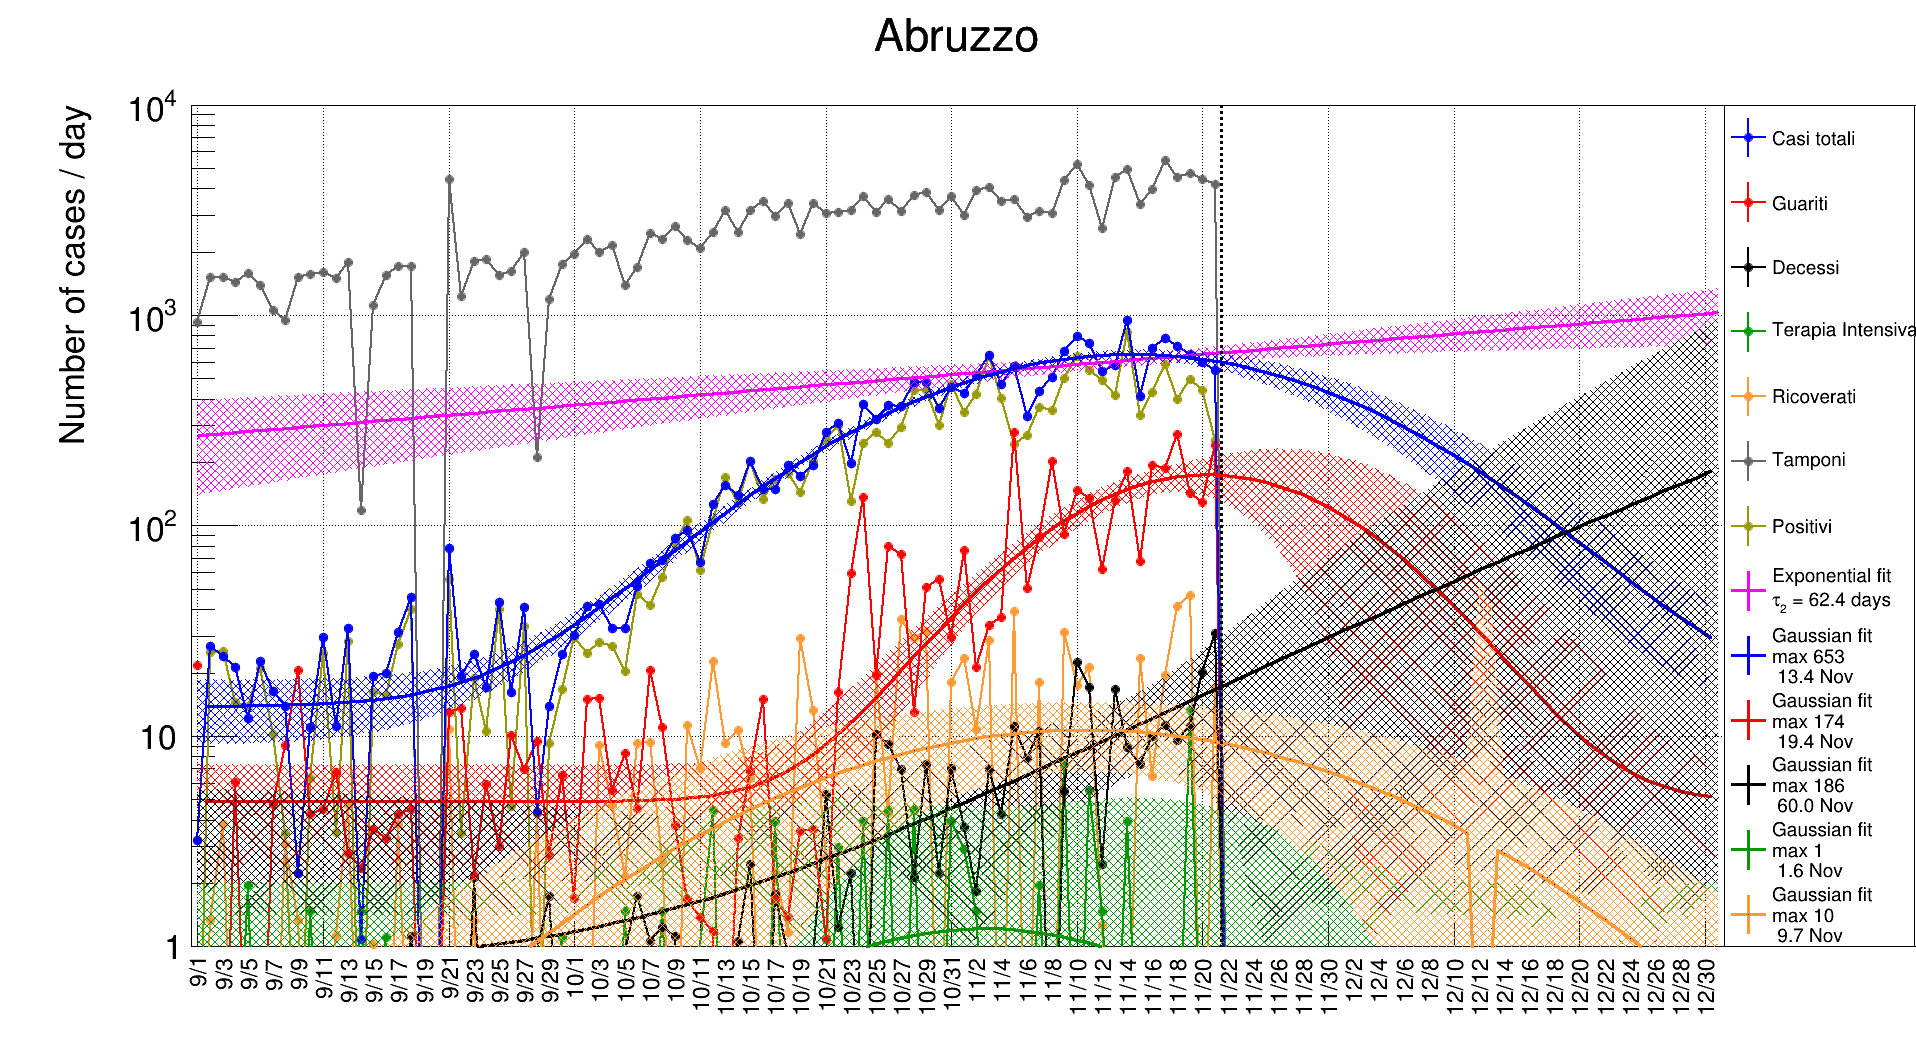 Abruzzo
Number of cases / day
10^4
10^3
10^2
10
1
9/1
9/3
9/5
9/7
9/9
9/11
9/13
9/15
9/17
9/19
9/21
9/23
9/25
9/27
9/29
10/1
10/3
10/5
10/7
10/9
10/11
10/13
10/15
10/17
10/19
10/21
10/23
10/25
10/27
10/29
10/31
11/2
11/4
11/6
11/8
11/10
11/12
11/14
11/16
11/18
11/20
11/22
11/24
11/26
11/28
11/30
12/2
12/4
12/6
12/8
12/10
12/12
12/14
12/16
12/18
12/20
12/22
12/24
12/26
12/28
12/30
Casi totali
Guariti
Decessi
Terapia Intensiva
Ricoverati
Tamponi
Positivi
Exponential fit
τ₂ = 62.4 days
Gaussian fit
max 653
13.4 Nov
Gaussian fit
max 174
19.4 Nov
Gaussian fit
max 186
60.0 Nov
Gaussian fit
max 1
1.6 Nov
Gaussian fit
max 10
9.7 Nov